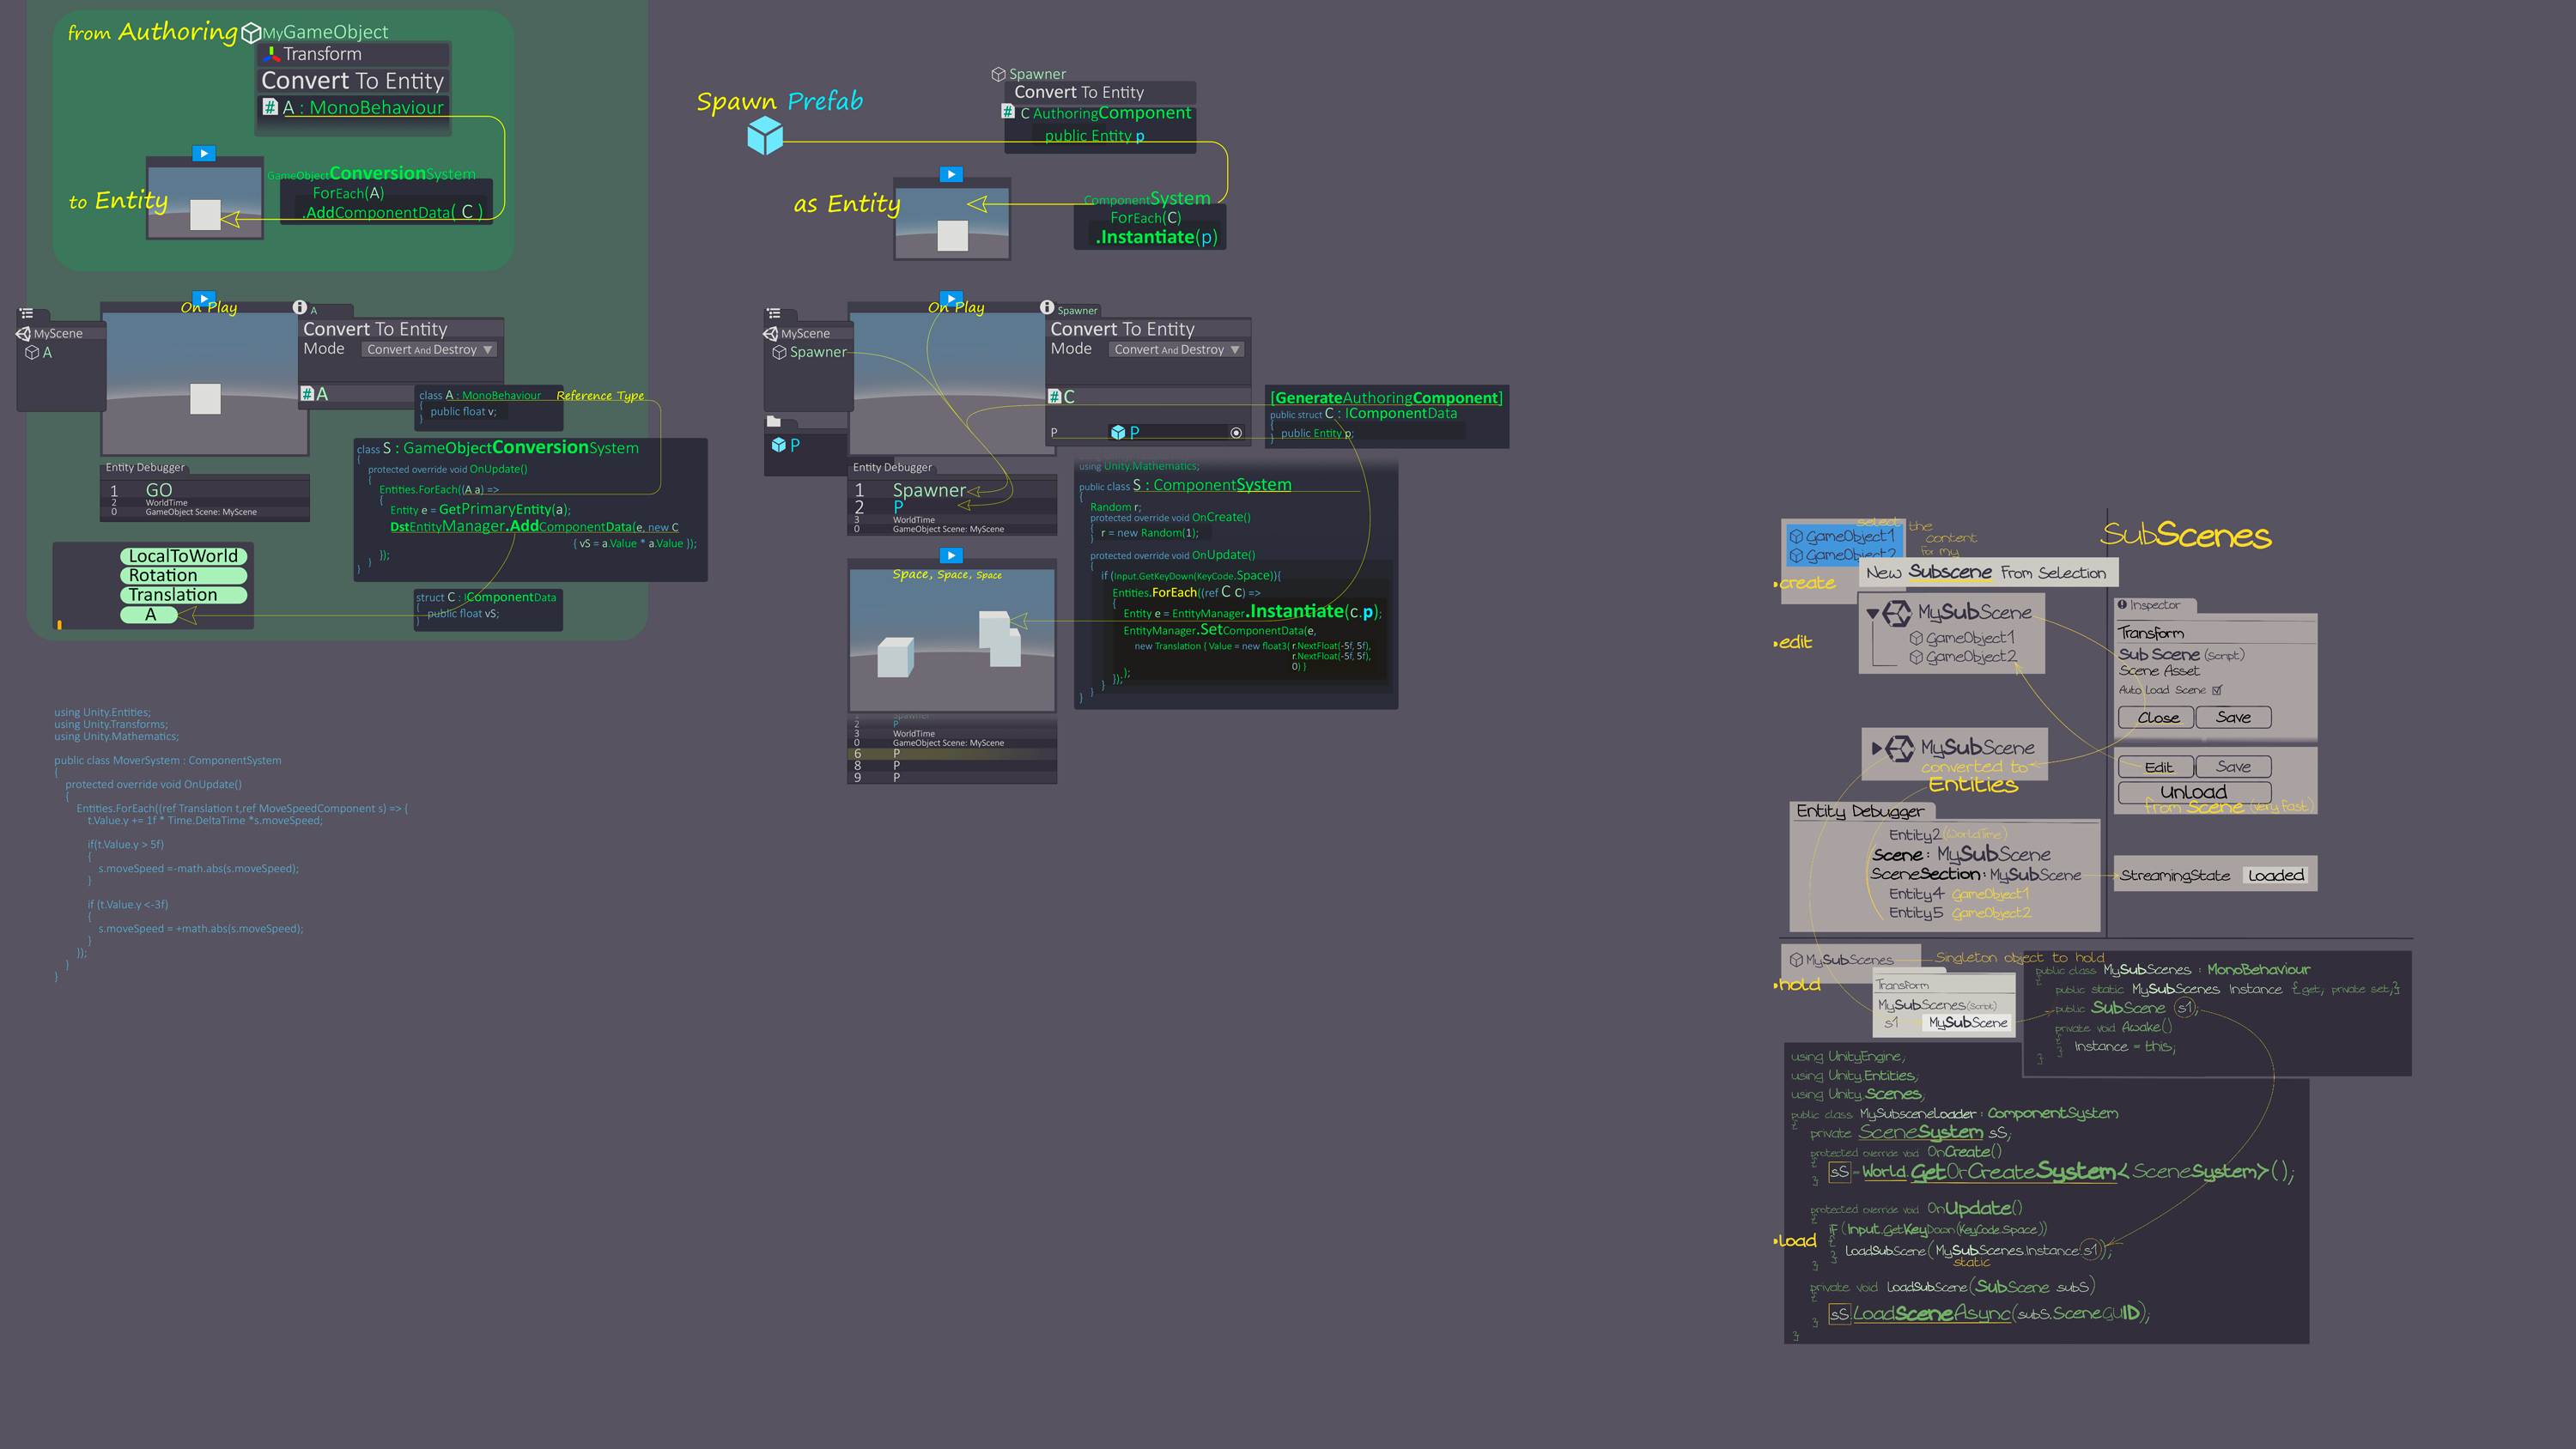 from Authoring
MyGameObject
Transform
Convert To Entity
# A : MonoBehaviour
to Entity
GameObjectConversionSystem
ForEach(A)
.AddComponentData( C )
On Play
MyScene
A
A
Convert To Entity
Mode
Convert And Destroy
# A
class A : MonoBehaviour
{
public float v;
}
Reference Type
class S : GameObjectConversionSystem
{
protected override void OnUpdate()
{
Entities.ForEach((A a) =>
{
Entity e = GetPrimaryEntity(a);
DstEntityManager.AddComponentData(e, new C
{ vS = a.Value * a.Value });
});
}
}
Entity Debugger
1 GO
2 WorldTime
0 GameObject Scene: MyScene
LocalToWorld
Rotation
Translation
A
struct C : IComponentData
{
public float vS;
}
using Unity.Entities;
using Unity.Transforms;
using Unity.Mathematics;
public class MoverSystem : ComponentSystem
{
protected override void OnUpdate()
{
Entities.ForEach((ref Translation t,ref MoveSpeedComponent s) => {
t.Value.y += 1f * Time.DeltaTime *s.moveSpeed;
if(t.Value.y > 5f)
{
s.moveSpeed =-math.abs(s.moveSpeed);
}
if (t.Value.y <-3f)
{
s.moveSpeed = +math.abs(s.moveSpeed);
}
});
}
}
Spawn Prefab
Spawner
Convert To Entity
# C AuthoringComponent
public Entity p
as Entity
ComponentSystem
ForEach(C)
.Instantiate(p)
On Play
MyScene
Spawner
P
Spawner
Convert To Entity
Mode
Convert And Destroy
# C
P
P
[GenerateAuthoringComponent]
public struct C : IComponentData
{
public Entity p;
}
Entity Debugger
1 Spawner
2 P
3 WorldTime
0 GameObject Scene: MyScene
using Unity.Mathematics;
public class S : ComponentSystem
{
Random r;
protected override void OnCreate()
{
r = new Random(1);
}
protected override void OnUpdate()
{
if (Input.GetKeyDown(KeyCode.Space)){
Entities.ForEach((ref C c) =>
{
Entity e = EntityManager.Instantiate(c.p);
EntityManager.SetComponentData(e,
new Translation { Value = new float3( r.NextFloat(-5f, 5f),
r.NextFloat(-5f, 5f),
0) }
);
});
}
}
}
Space, Space, Space
1 Spawner
2 P
3 WorldTime
0 GameObject Scene: MyScene
6 P
8 P
9 P
SubScenes
select the content for my
GameObject1
GameObject2
New Subscene From Selection
create
MySubScene
GameObject1
GameObject2
edit
Inspector
Transform
Sub Scene (Script)
Scene Asset
Auto Load Scene
Close
Save
MySubScene
converted to
Entities
Edit
Save
Unload
from Scene (very Fast)
Entity Debugger
Entity2 (WorldTime)
Scene: MySubScene
SceneSection: MySubScene
Entity4 GameObject1
Entity5 GameObject2
StreamingState Loaded
MySubScenes
Singleton object to hold
hold
Transform
MySubScenes (Script)
s1 MySubScene
public class MySubScenes : MonoBehaviour
{
public static MySubScenes Instance { get; private set;}
public SubScene s1;
private void Awake()
{
Instance = this;
}
}
using UnityEngine;
using Unity.Entities;
using Unity.Scenes;
public class MySubsceneLoader : ComponentSystem
{
private SceneSystem sS;
protected override void OnCreate()
{
sS = World.GetOrCreateSystem<SceneSystem>();
}
protected override void OnUpdate()
{
if (Input.GetKeyDown(KeyCode.Space))
{
load
LoadSubScene(MySubScenes.Instance.s1);
static
}
}
private void LoadSubScene(SubScene subS)
{
sS.LoadSceneAsync(subS.SceneGUID);
}
}